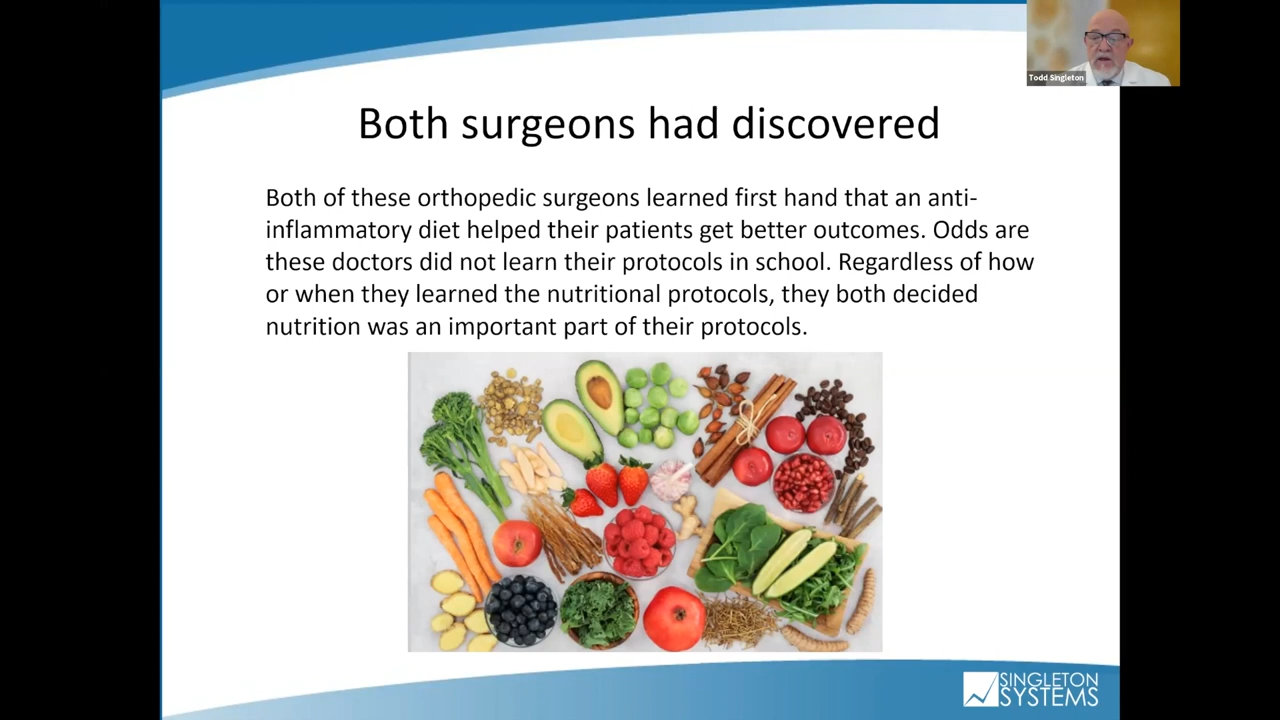 Todd Singleton
Both surgeons had discovered
Both of these orthopedic surgeons learned first hand that an anti-
inflammatory diet helped their patients get better outcomes. Odds are
these doctors did not learn their protocols in school. Regardless of how
or when they learned the nutritional protocols, they both decided
nutrition was an important part of their protocols.
SINGLETON
SYSTEMS